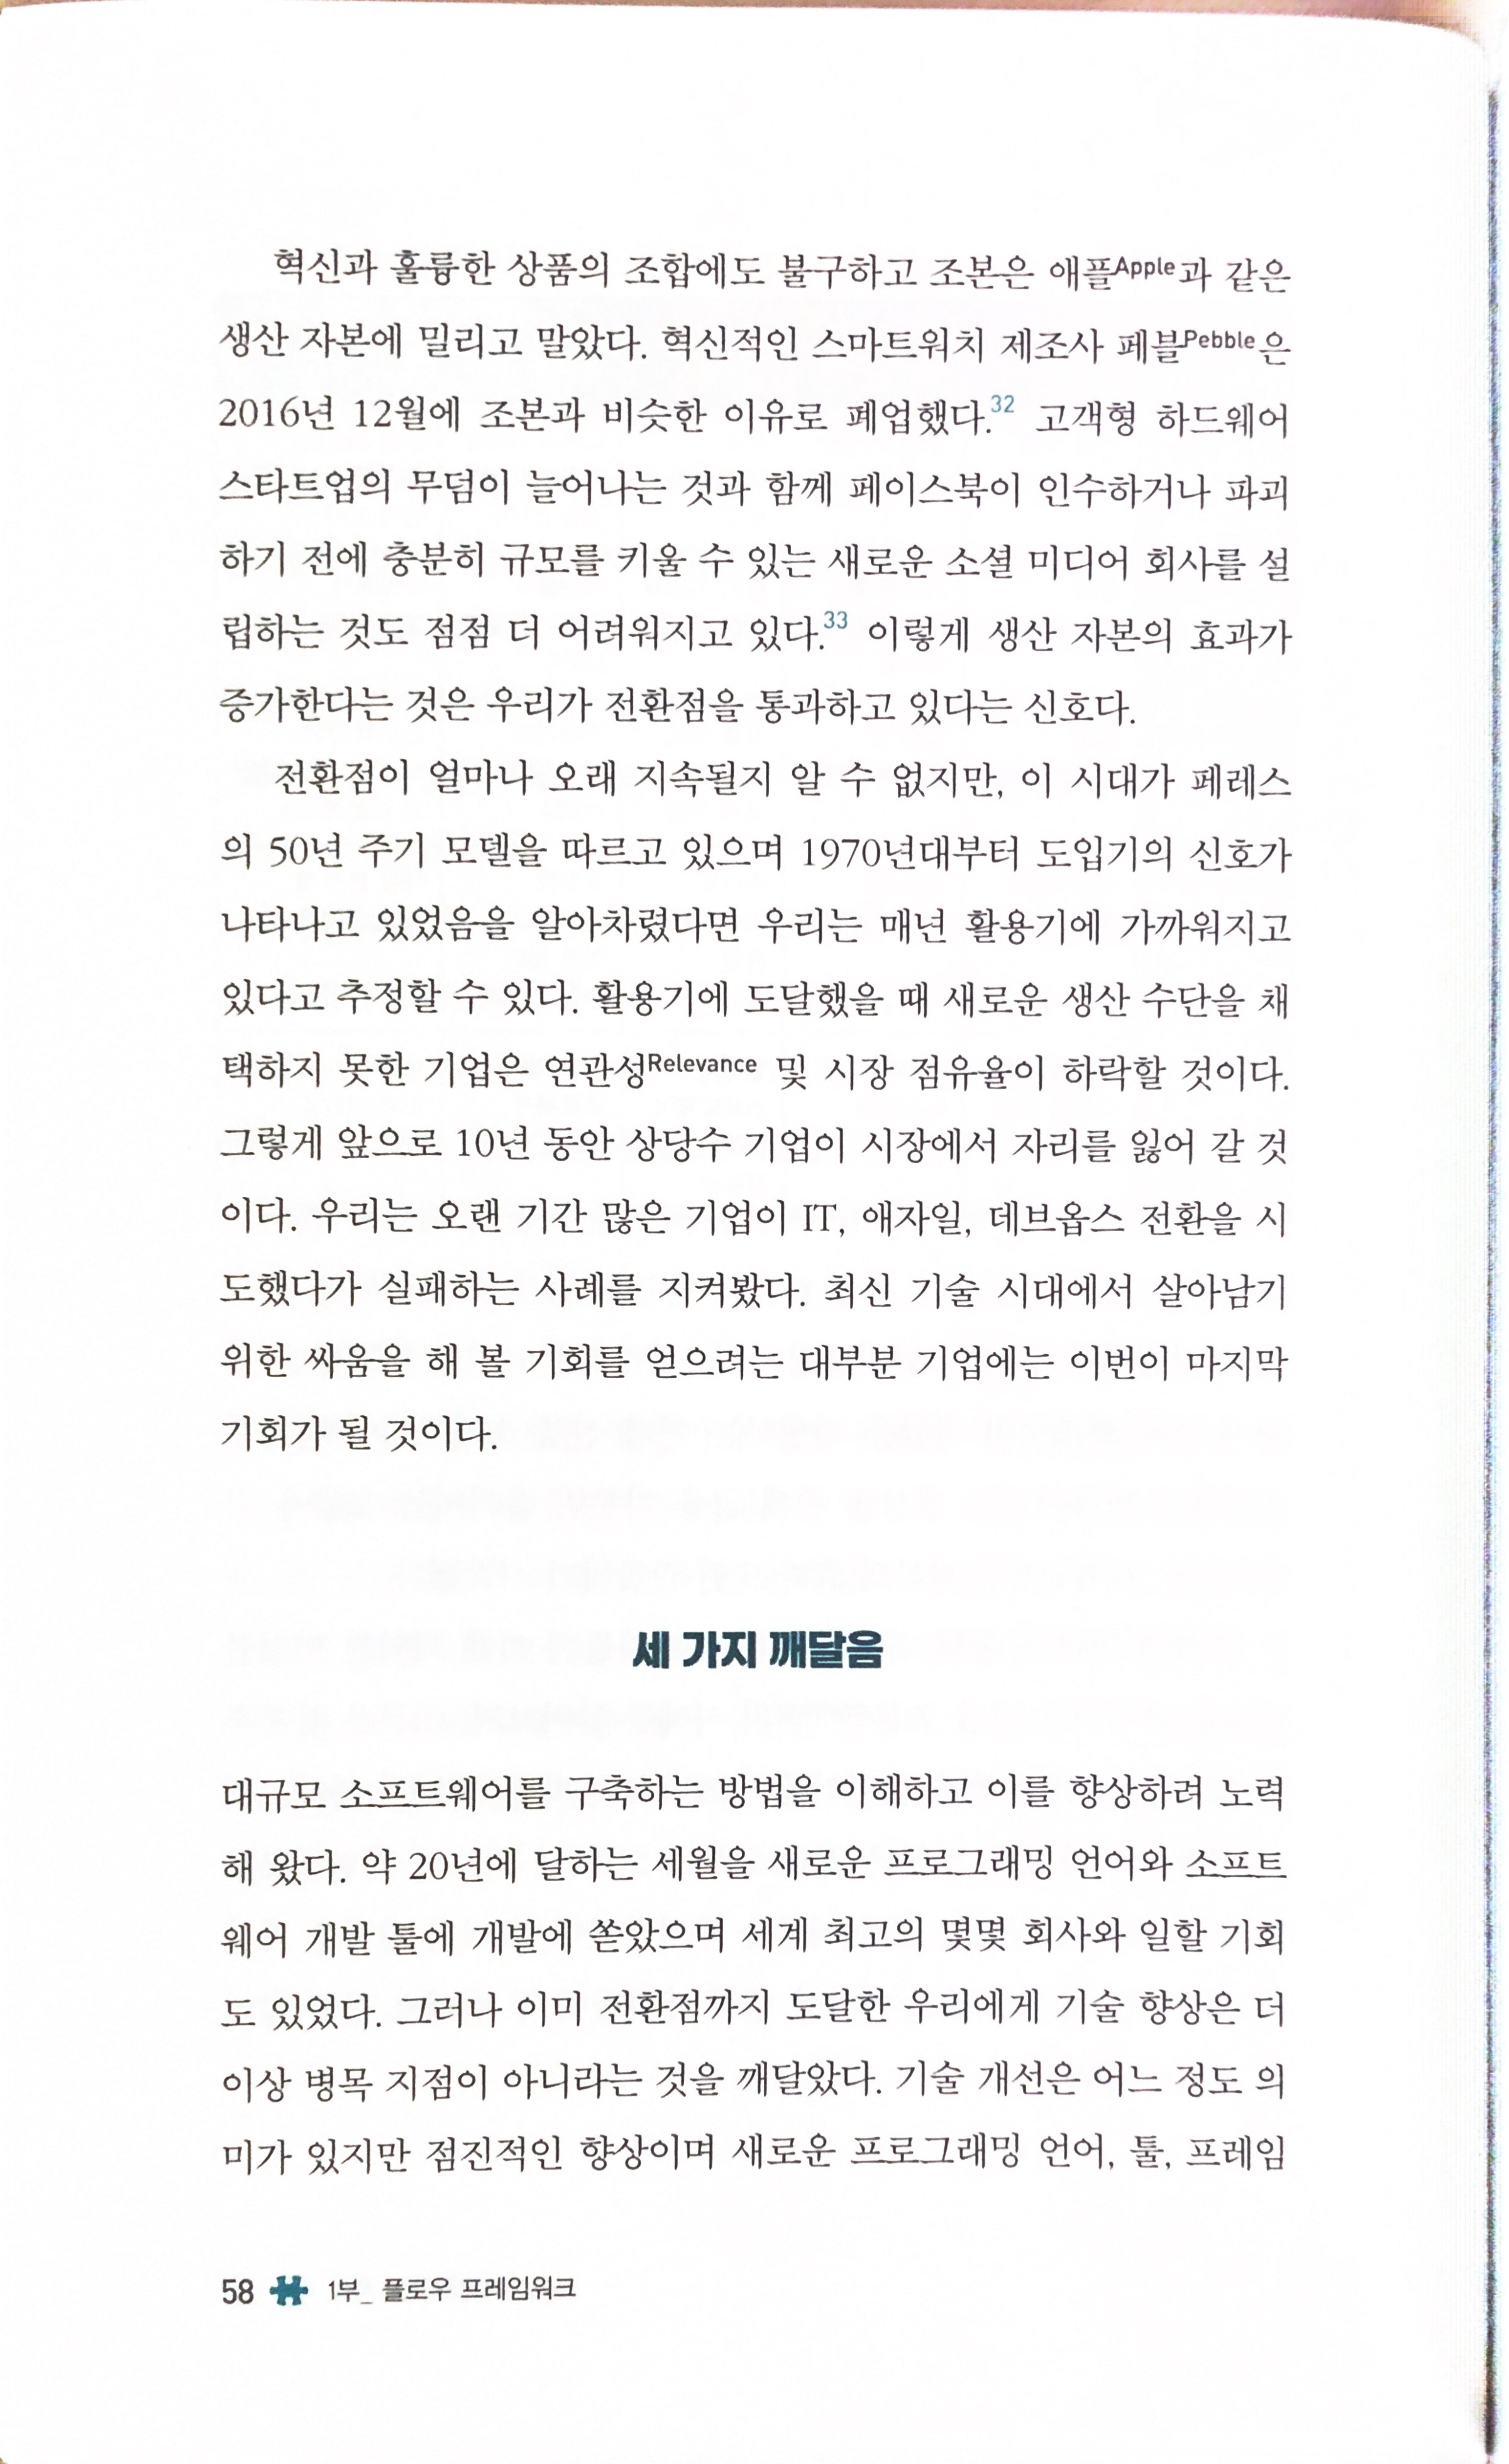 혁신과 훌륭한 상품의 조합에도 불구하고 조본은 애플Apple과 같은
생산 자본에 밀리고 말았다. 혁신적인 스마트워치 제조사 페블Pebble은
2016년 12월에 조본과 비슷한 이유로 폐업했다.32 고객형 하드웨어
스타트업의 무덤이 늘어나는 것과 함께 페이스북이 인수하거나 파괴
하기 전에 충분히 규모를 키울 수 있는 새로운 소셜 미디어 회사를 설
립하는 것도 점점 더 어려워지고 있다.33 이렇게 생산 자본의 효과가
증가한다는 것은 우리가 전환점을 통과하고 있다는 신호다.
전환점이 얼마나 오래 지속될지 알 수 없지만, 이 시대가 페레스
의 50년 주기 모델을 따르고 있으며 1970년대부터 도입기의 신호가
나타나고 있었음을 알아차렸다면 우리는 매년 활용기에 가까워지고
있다고 추정할 수 있다. 활용기에 도달했을 때 새로운 생산 수단을 채
택하지 못한 기업은 연관성Relevance 및 시장 점유율이 하락할 것이다.
그렇게 앞으로 10년 동안 상당수 기업이 시장에서 자리를 잃어 갈 것
이다. 우리는 오랜 기간 많은 기업이 IT, 애자일, 데브옵스 전환을 시
도했다가 실패하는 사례를 지켜봤다. 최신 기술 시대에서 살아남기
위한 싸움을 해 볼 기회를 얻으려는 대부분 기업에는 이번이 마지막
기회가 될 것이다.
세 가지 깨달음
대규모 소프트웨어를 구축하는 방법을 이해하고 이를 향상하려 노력
해 왔다. 약 20년에 달하는 세월을 새로운 프로그래밍 언어와 소프트
웨어 개발 툴에 개발에 쏟았으며 세계 최고의 몇몇 회사와 일할 기회
도 있었다. 그러나 이미 전환점까지 도달한 우리에게 기술 향상은 더
이상 병목 지점이 아니라는 것을 깨달았다. 기술 개선은 어느 정도 의
미가 있지만 점진적인 향상이며 새로운 프로그래밍 언어, 툴, 프레임
58 1부_ 플로우 프레임워크